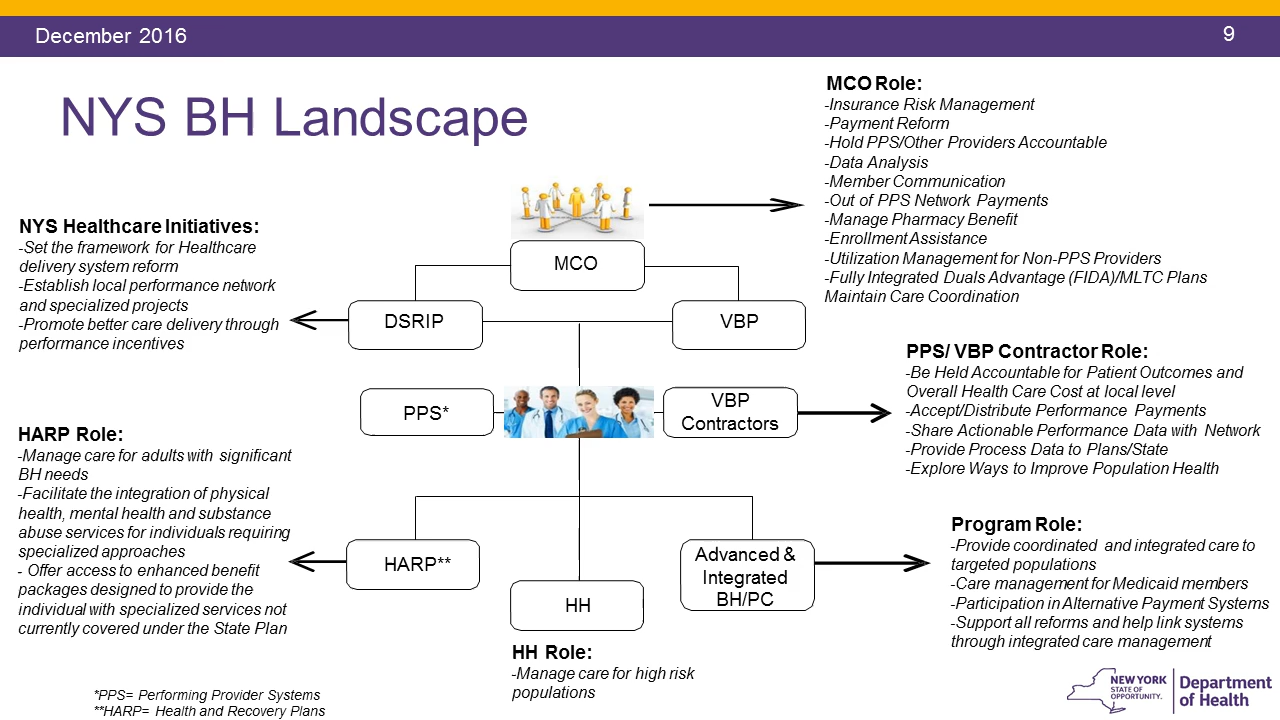 December 2016
9
NYS BH Landscape
MCO Role:
-Insurance Risk Management
-Payment Reform
-Hold PPS/Other Providers Accountable
-Data Analysis
-Member Communication
-Out of PPS Network Payments
-Manage Pharmacy Benefit
-Enrollment Assistance
-Utilization Management for Non-PPS Providers
-Fully Integrated Duals Advantage (FIDA)/MLTC Plans
Maintain Care Coordination
NYS Healthcare Initiatives:
-Set the framework for Healthcare
delivery system reform
-Establish local performance network
and specialized projects
-Promote better care delivery through
performance incentives
MCO
DSRIP
VBP
PPS/ VBP Contractor Role:
-Be Held Accountable for Patient Outcomes and
Overall Health Care Cost at local level
-Accept/Distribute Performance Payments
-Share Actionable Performance Data with Network
-Provide Process Data to Plans/State
-Explore Ways to Improve Population Health
PPS*
VBP
Contractors
HARP Role:
-Manage care for adults with significant
BH needs
-Facilitate the integration of physical
health, mental health and substance
abuse services for individuals requiring
specialized approaches
- Offer access to enhanced benefit
packages designed to provide the
individual with specialized services not
currently covered under the State Plan
HARP**
HH
Advanced &
Integrated
BH/PC
Program Role:
-Provide coordinated and integrated care to
targeted populations
-Care management for Medicaid members
-Participation in Alternative Payment Systems
-Support all reforms and help link systems
through integrated care management
HH Role:
-Manage care for high risk
populations
*PPS= Performing Provider Systems
**HARP= Health and Recovery Plans
NEW YORK
STATE OF
OPPORTUNITY.
Department
of Health